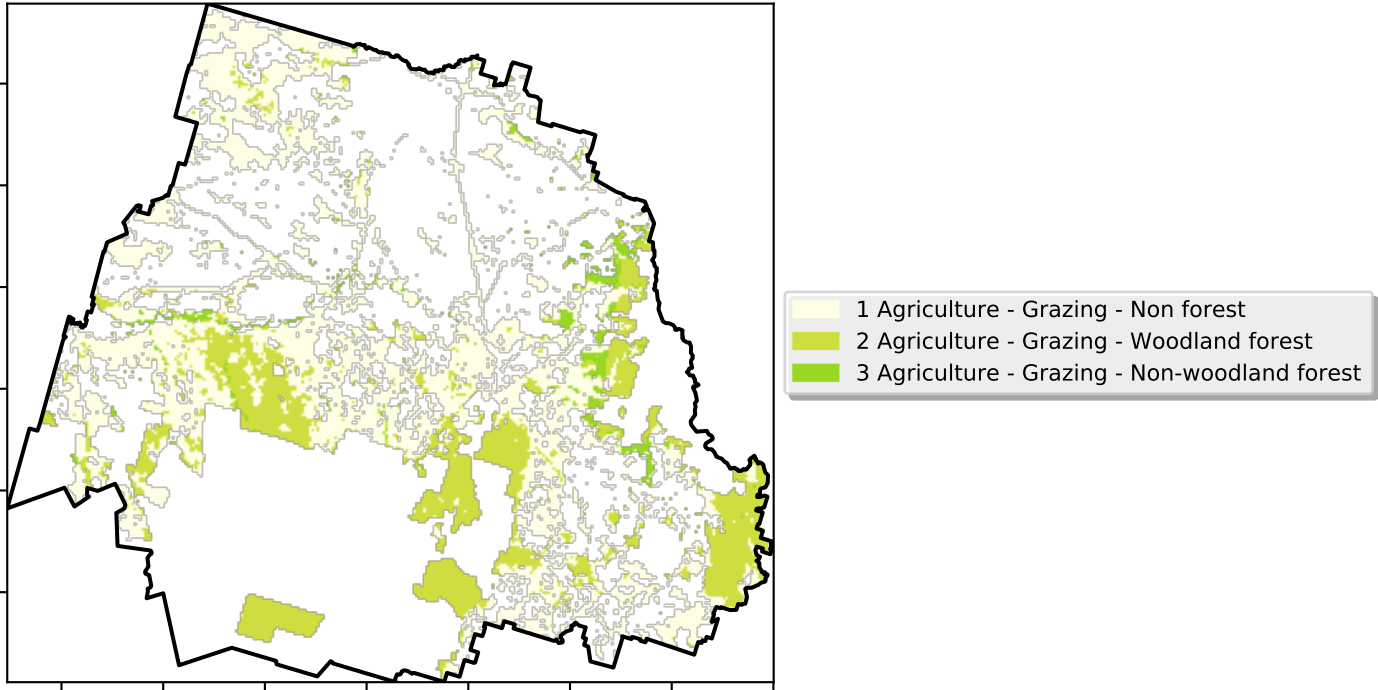 1 Agriculture - Grazing - Non forest
2 Agriculture - Grazing - Woodland forest
3 Agriculture - Grazing - Non-woodland forest